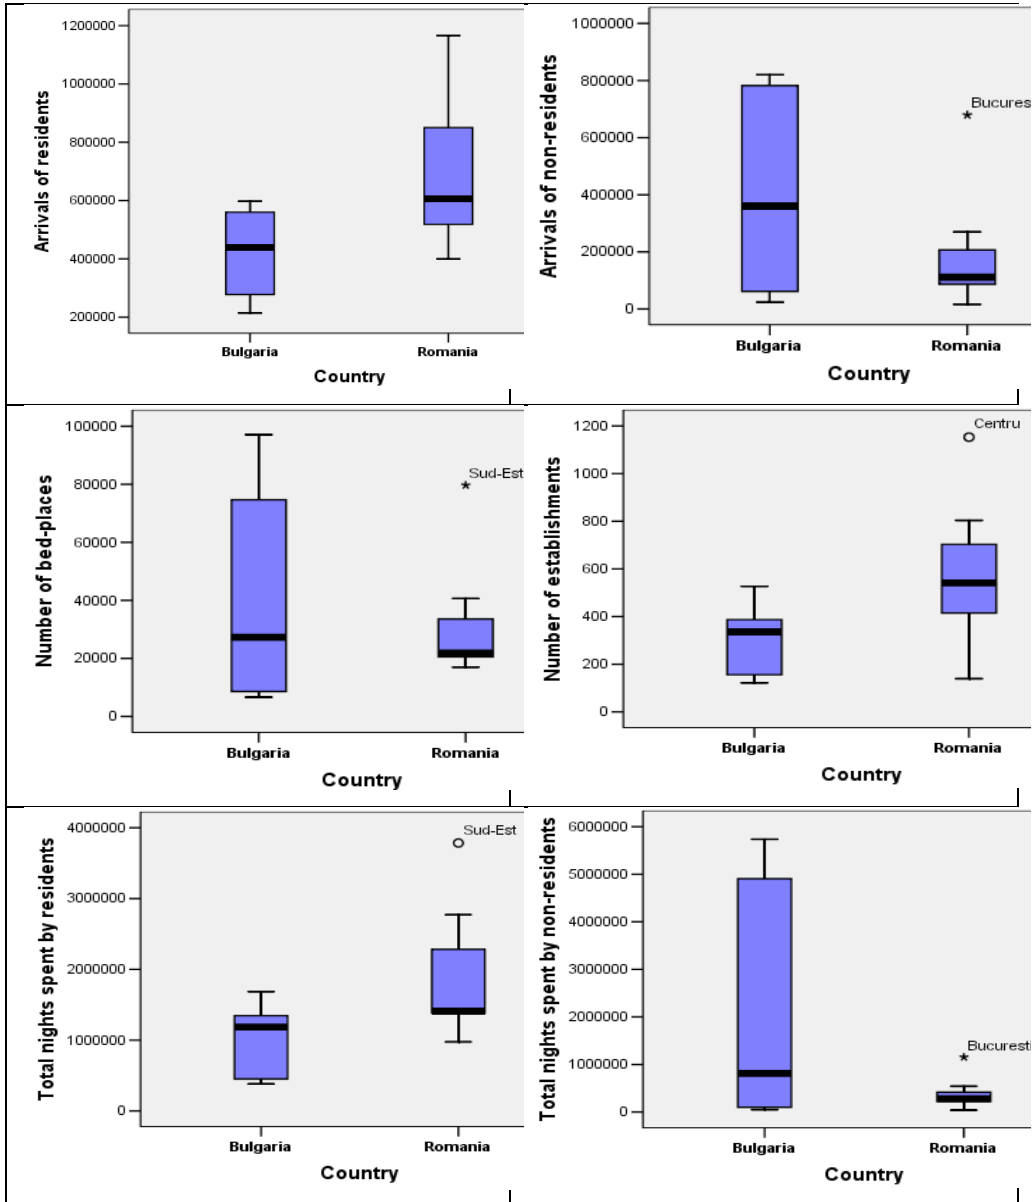 Arrivals of residents
1200000
1000000
800000
600000
400000
200000
Bulgaria
Romania
Country
Arrivals of non-residents
1000000
800000
600000
400000
200000
0
Bucures
Bulgaria
Romania
Country
Number of bed-places
100000
80000
60000
40000
20000
0
Sud-Est
Bulgaria
Romania
Country
Number of establishments
1200
1000
800
600
400
200
0
Centru
Bulgaria
Romania
Country
Total nights spent by residents
4000000
3000000
2000000
1000000
0
Sud-Est
Bulgaria
Romania
Country
Total nights spent by non-residents
6000000
5000000
4000000
3000000
2000000
1000000
0
Bucuresti
Bulgaria
Romania
Country